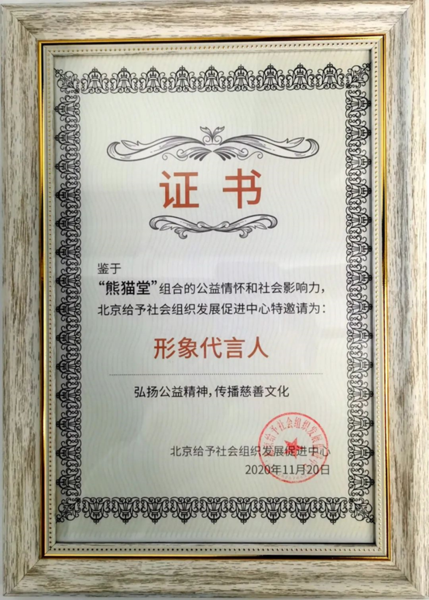 证书
鉴于
“熊猫堂”组合的公益情怀和社会影响力，
北京给予社会组织发展促进中心特邀请为：
形象代言人
弘扬公益精神，传播慈善文化
北京给予社会组织发展促进中心
2020年11月20日